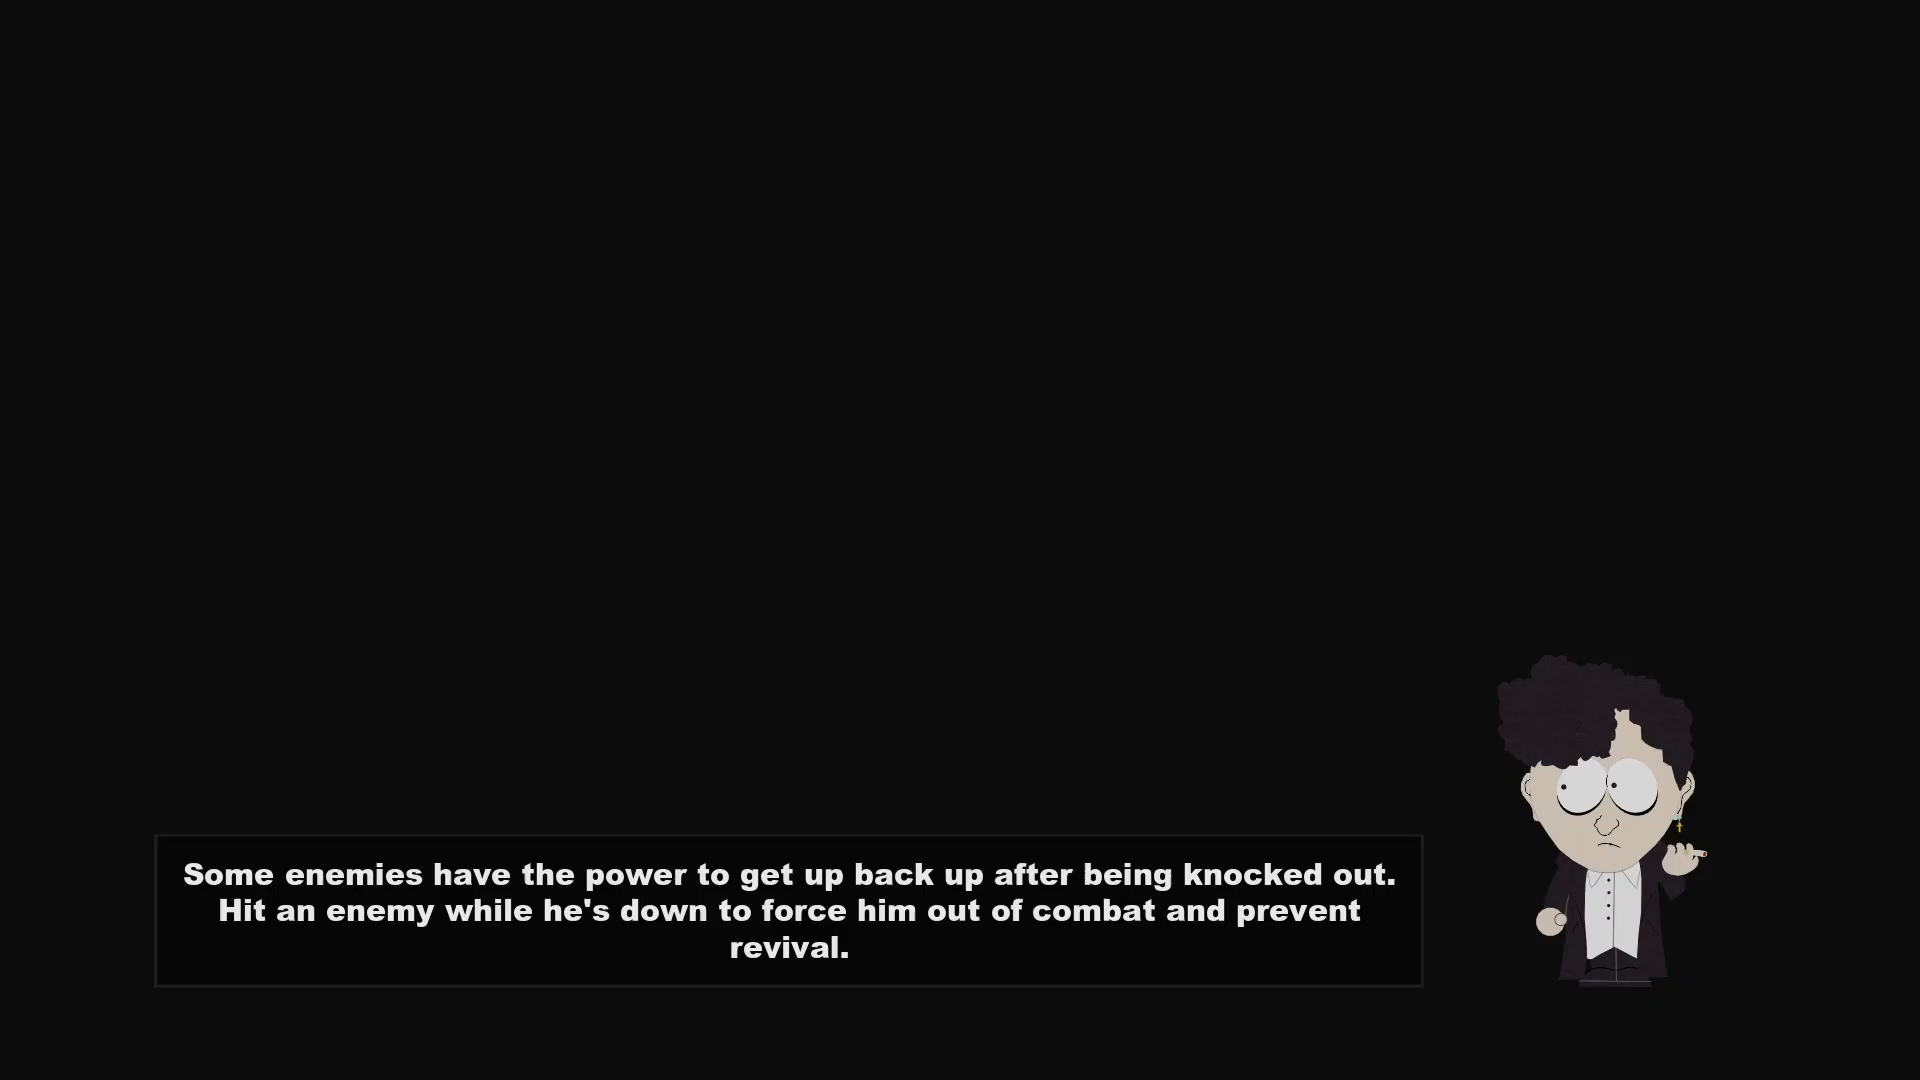 Some enemies have the power to get up back up after being knocked out.
Hit an enemy while he's down to force him out of combat and prevent
revival.